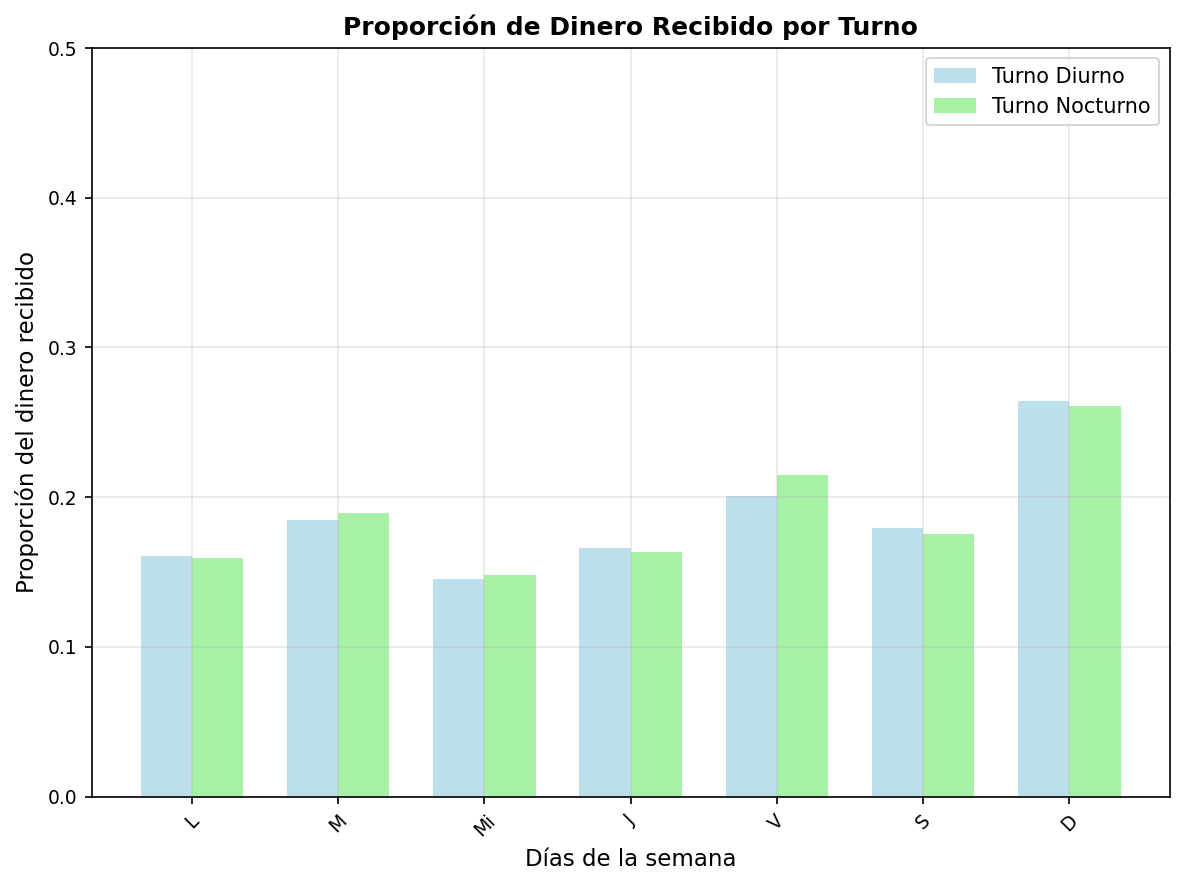 Proporción de Dinero Recibido por Turno
Turno Diurno
Turno Nocturno
Proporción del dinero recibido
0.5
0.4
0.3
0.2
0.1
0.0
L
M
Mi
J
V
S
D
Días de la semana